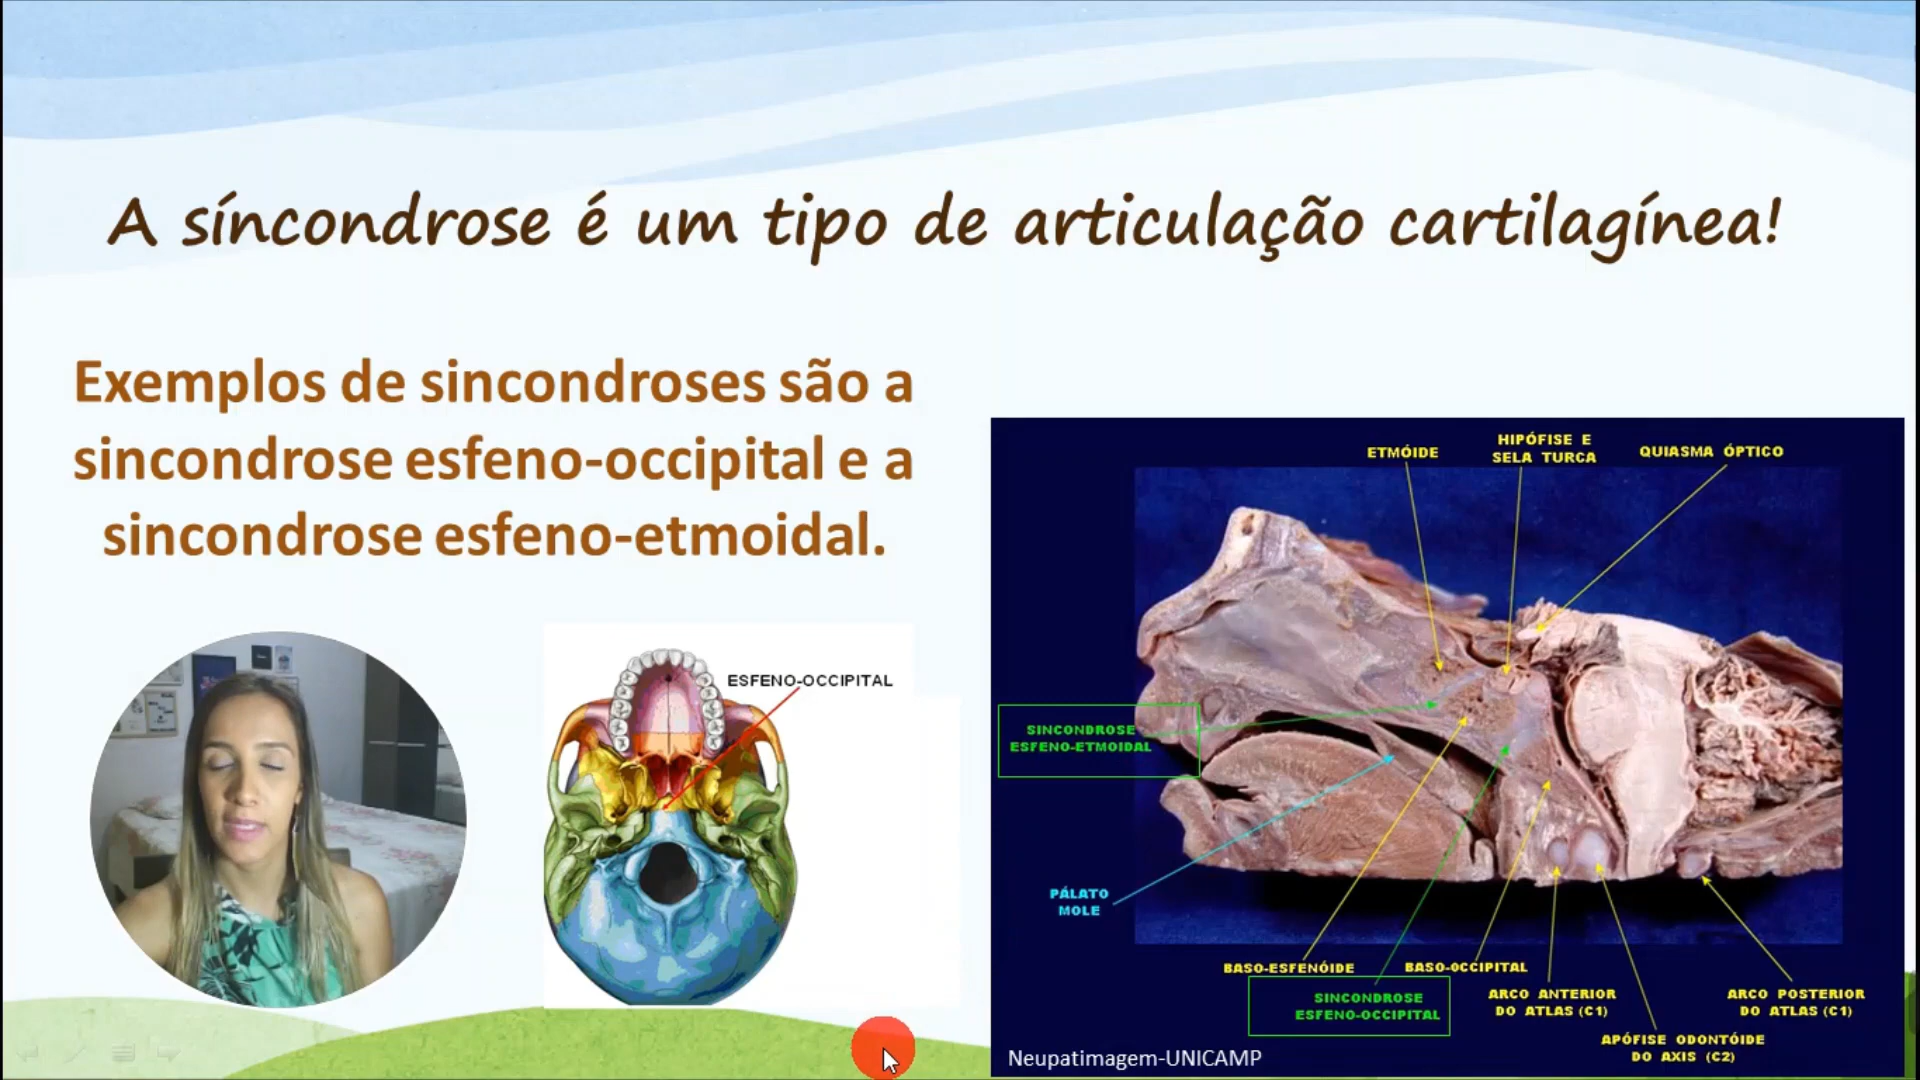 A síncondrose é um tipo de articulação cartilagínea!
Exemplos de sincondroses são a
sincondrose esfeno-occipital e a
sincondrose esfeno-etmoidal.
ESFENO-OCCIPITAL
ETMÓIDE
HIPÓFISE E
SELA TURCA
QUIASMA ÓPTICO
SINCONDROSE
ESFENO-ETMOIDAL
PÁLATO
MOLE
BASO-ESFENÓIDE
BASO-OCCIPITAL
SINCONDROSE
ESFENO-OCCIPITAL
ARCO ANTERIOR
DO ATLAS (C1)
ARCO POSTERIOR
DO ATLAS (C1)
APÓFISE ODONTÓIDE
DO AXIS (C2)
Neupatimagem-UNICAMP